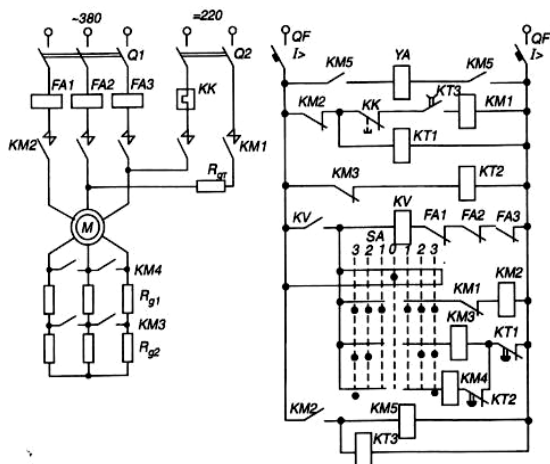 ~380
=220
Q1
Q2
FA1
FA2
FA3
KK
KM2
KM1
Rgт
M
KM4
Rg1
KM3
Rg2
QF
I>
QF
I>
KM5
YA
KM5
KM2
KK
KT3
KM1
KT1
KM3
KT2
KV
KV
FA1
FA2
FA3
SA
3 2 1 0 1 2 3
KM1
KM2
KM3
KT1
KM4
KT2
KM2
KM5
KT3